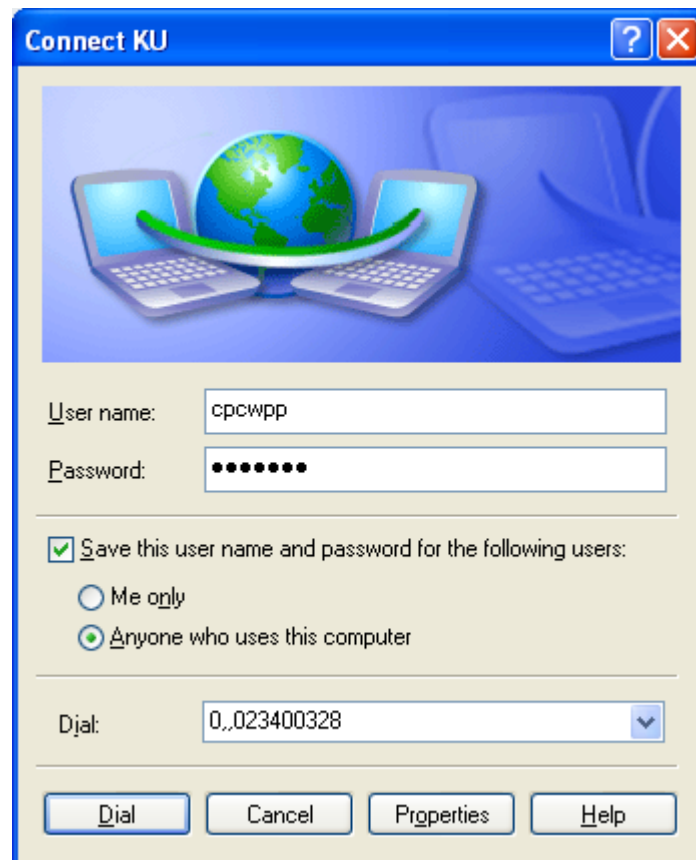 Connect KU
User name: cpcwpp
Password: •••••••
Save this user name and password for the following users:
Me only
Anyone who uses this computer
Dial: 0,,023400328
Dial Cancel Properties Help